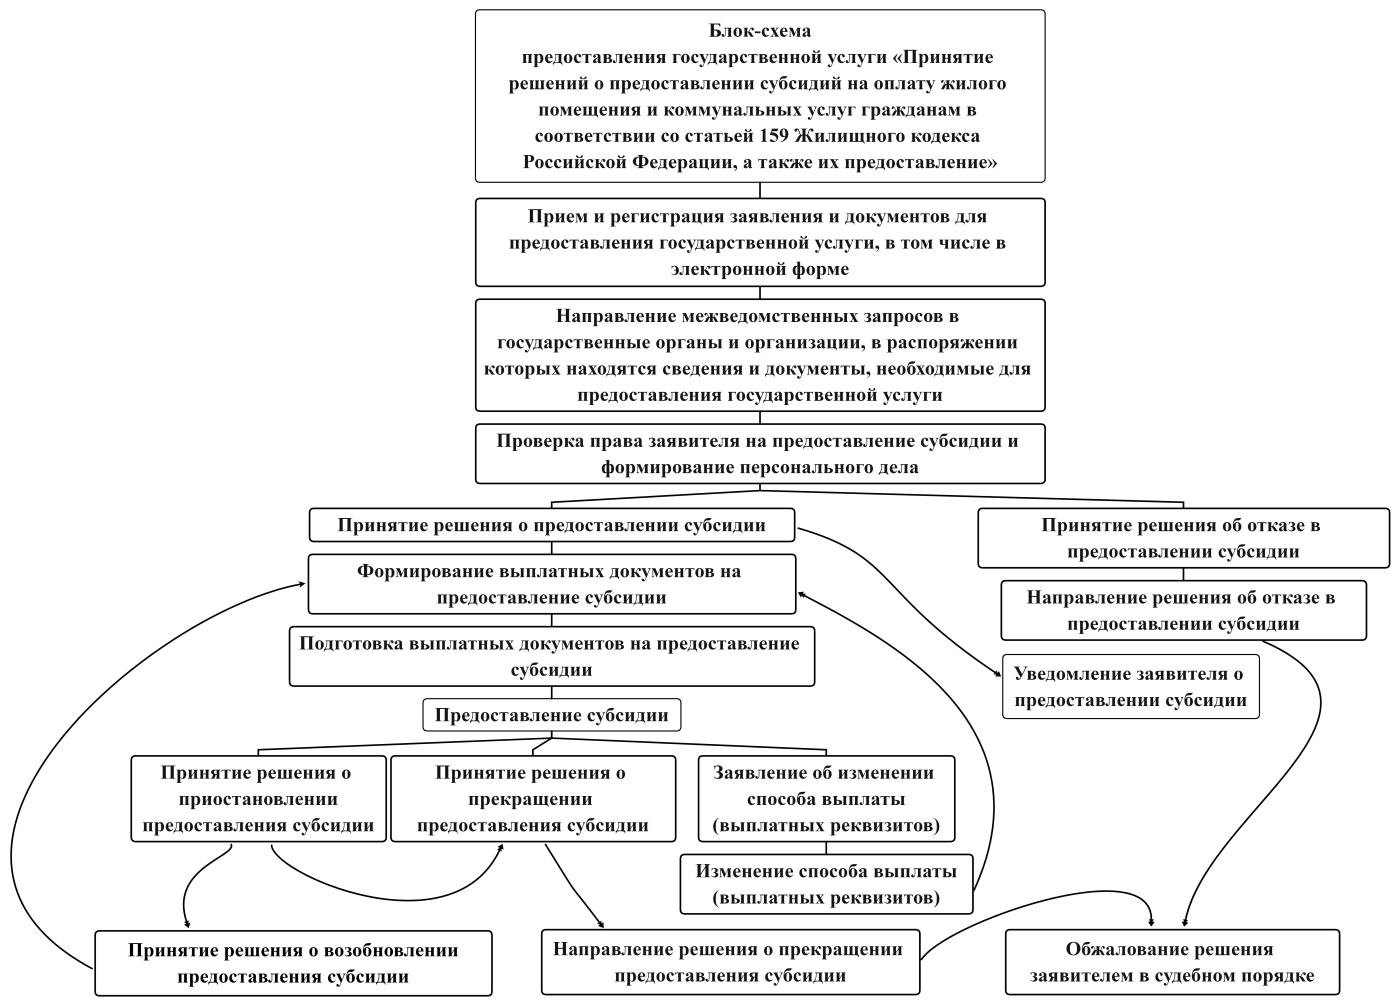 Блок-схема
предоставления государственной услуги «Принятие
решений о предоставлении субсидий на оплату жилого
помещения и коммунальных услуг гражданам в
соответствии со статьей 159 Жилищного кодекса
Российской Федерации, а также их предоставление»
Прием и регистрация заявления и документов для
предоставления государственной услуги, в том числе в
электронной форме
Направление межведомственных запросов в
государственные органы и организации, в распоряжении
которых находятся сведения и документы, необходимые для
предоставления государственной услуги
Проверка права заявителя на предоставление субсидии и
формирование персонального дела
Принятие решения о предоставлении субсидии
Принятие решения об отказе в
предоставлении субсидии
Формирование выплатных документов на
предоставление субсидии
Направление решения об отказе в
предоставлении субсидии
Подготовка выплатных документов на предоставление
субсидии
Уведомление заявителя о
предоставлении субсидии
Предоставление субсидии
Принятие решения о
приостановлении
предоставления субсидии
Принятие решения о
прекращении
предоставления субсидии
Заявление об изменении
способа выплаты
(выплатных реквизитов)
Изменение способа выплаты
(выплатных реквизитов)
Принятие решения о возобновлении
предоставления субсидии
Направление решения о прекращении
предоставления субсидии
Обжалование решения
заявителем в судебном порядке